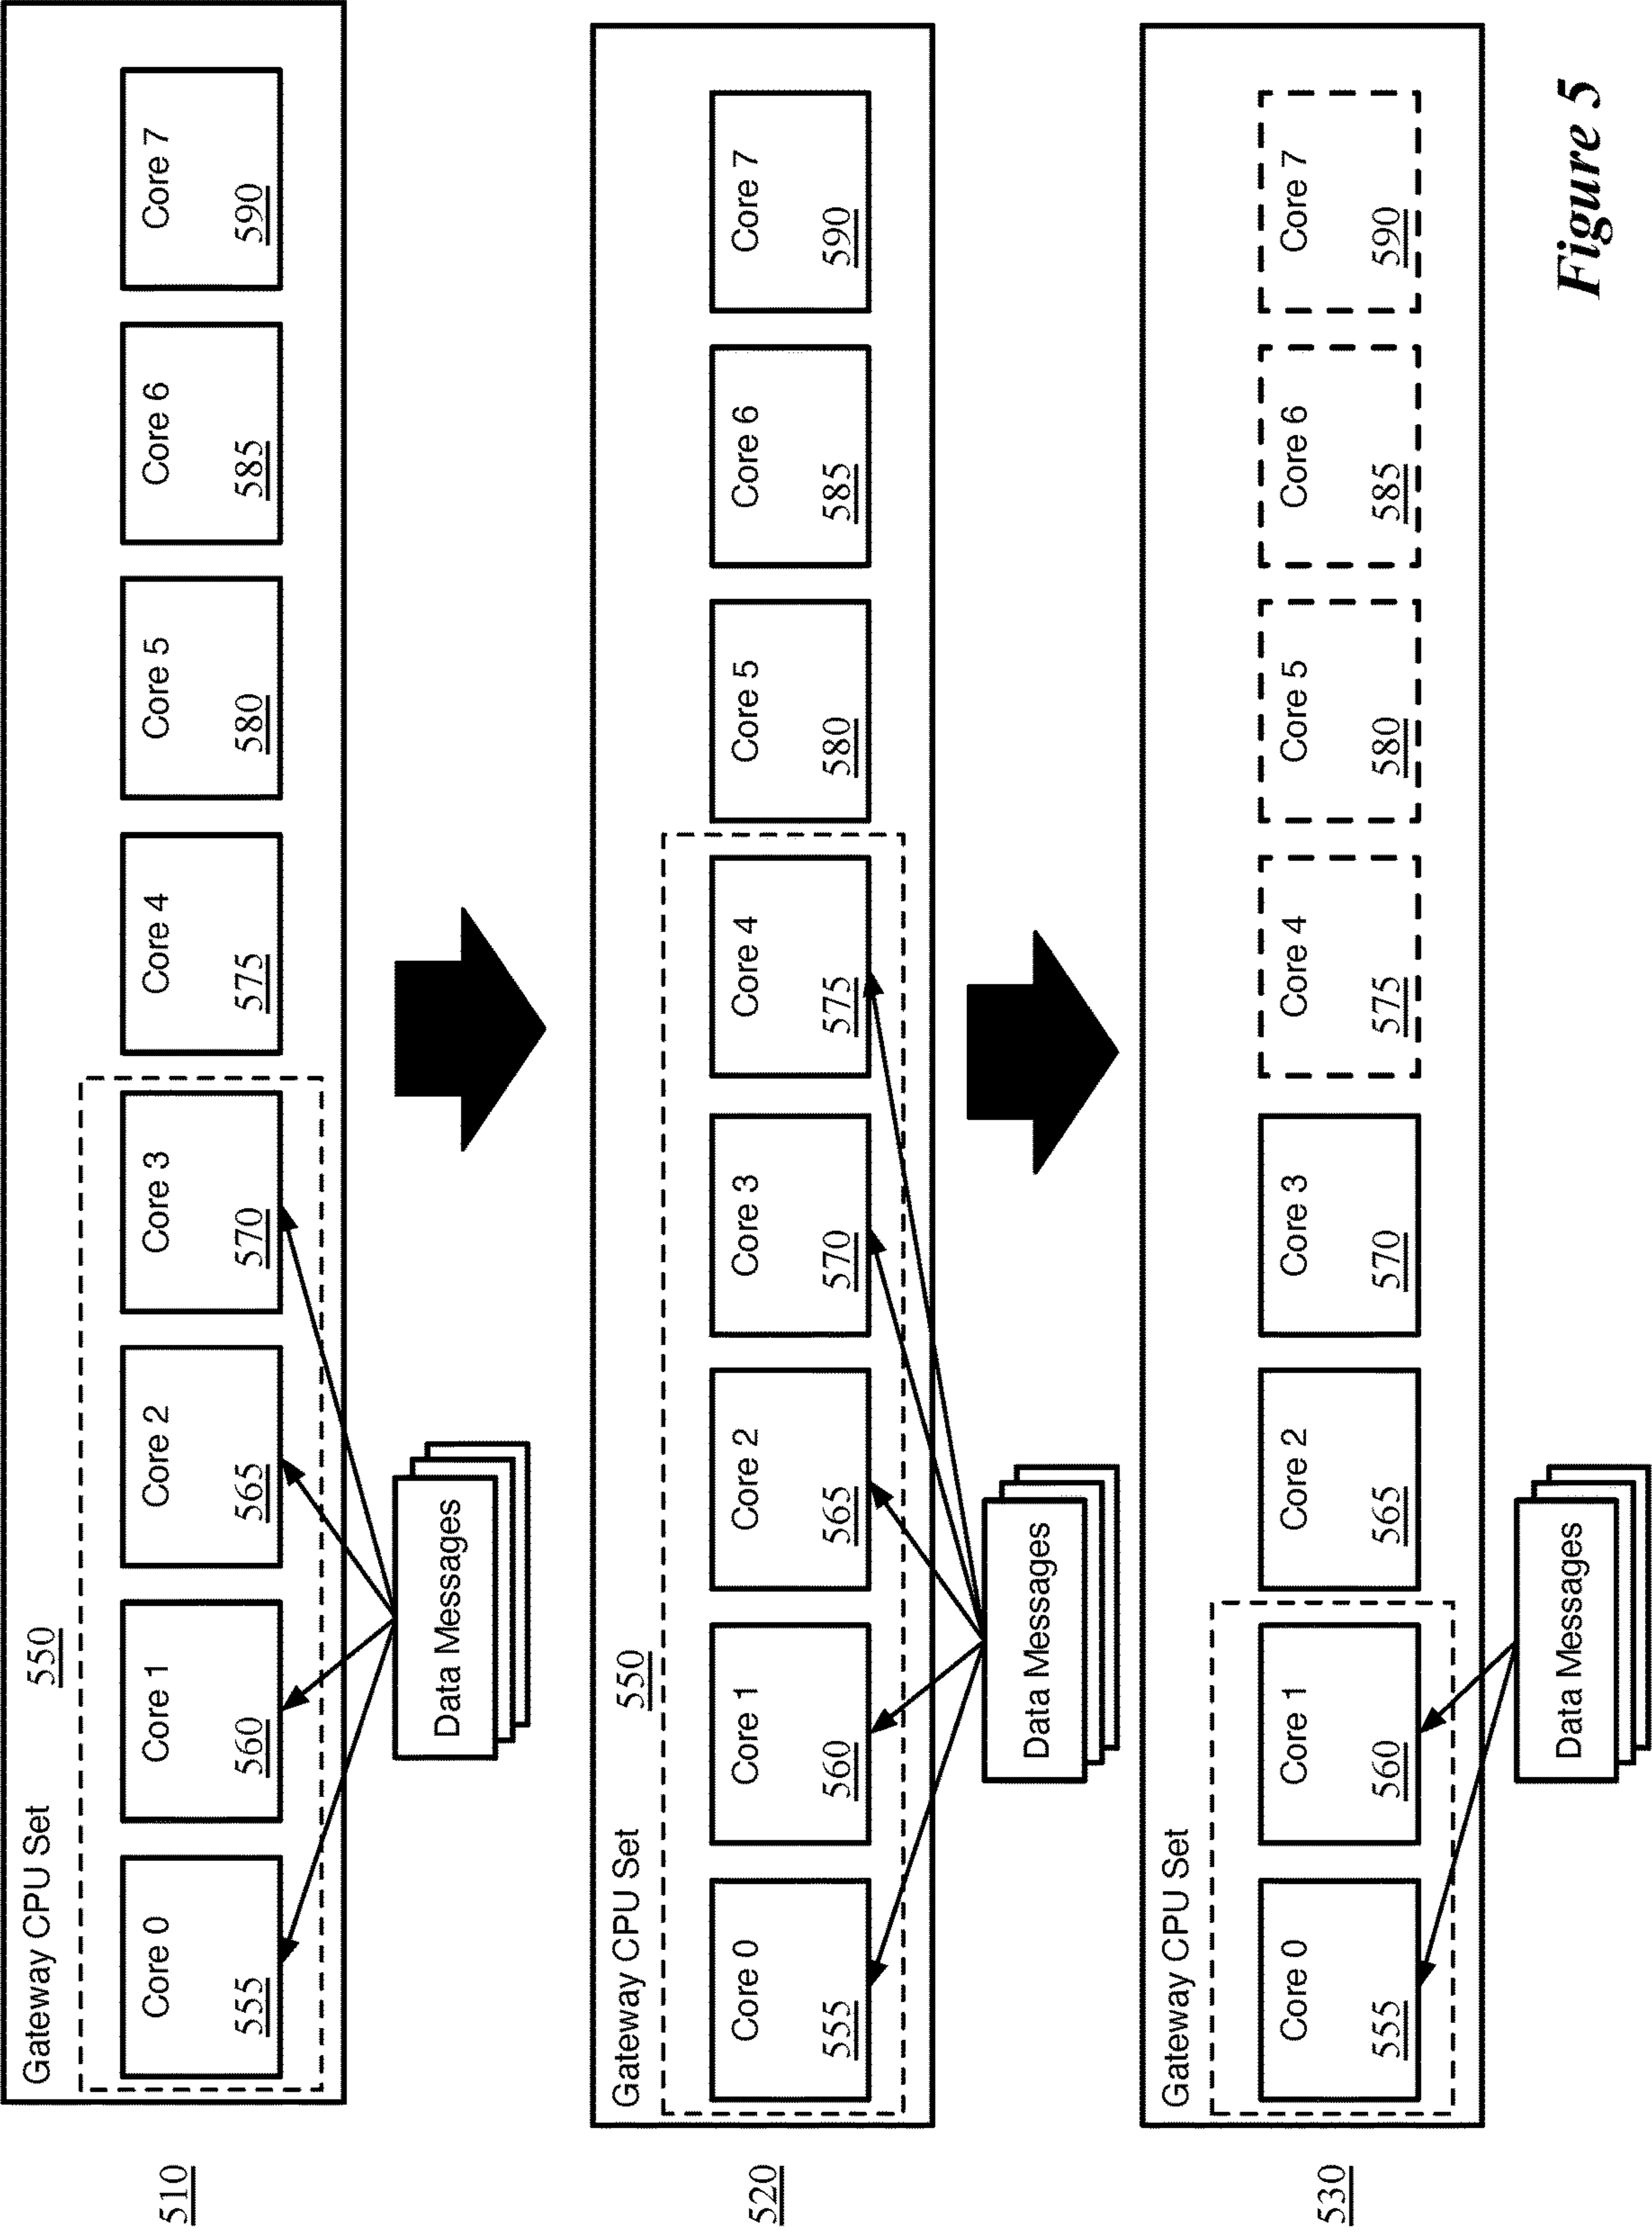 510
Gateway CPU Set
550
Core 0
555
Core 1
560
Core 2
565
Core 3
570
Core 4
575
Core 5
580
Core 6
585
Core 7
590
Data Messages
520
Gateway CPU Set
550
Core 0
555
Core 1
560
Core 2
565
Core 3
570
Core 4
575
Core 5
580
Core 6
585
Core 7
590
Data Messages
530
Gateway CPU Set
Core 0
555
Core 1
560
Core 2
565
Core 3
570
Core 4
575
Core 5
580
Core 6
585
Core 7
590
Data Messages
Figure 5